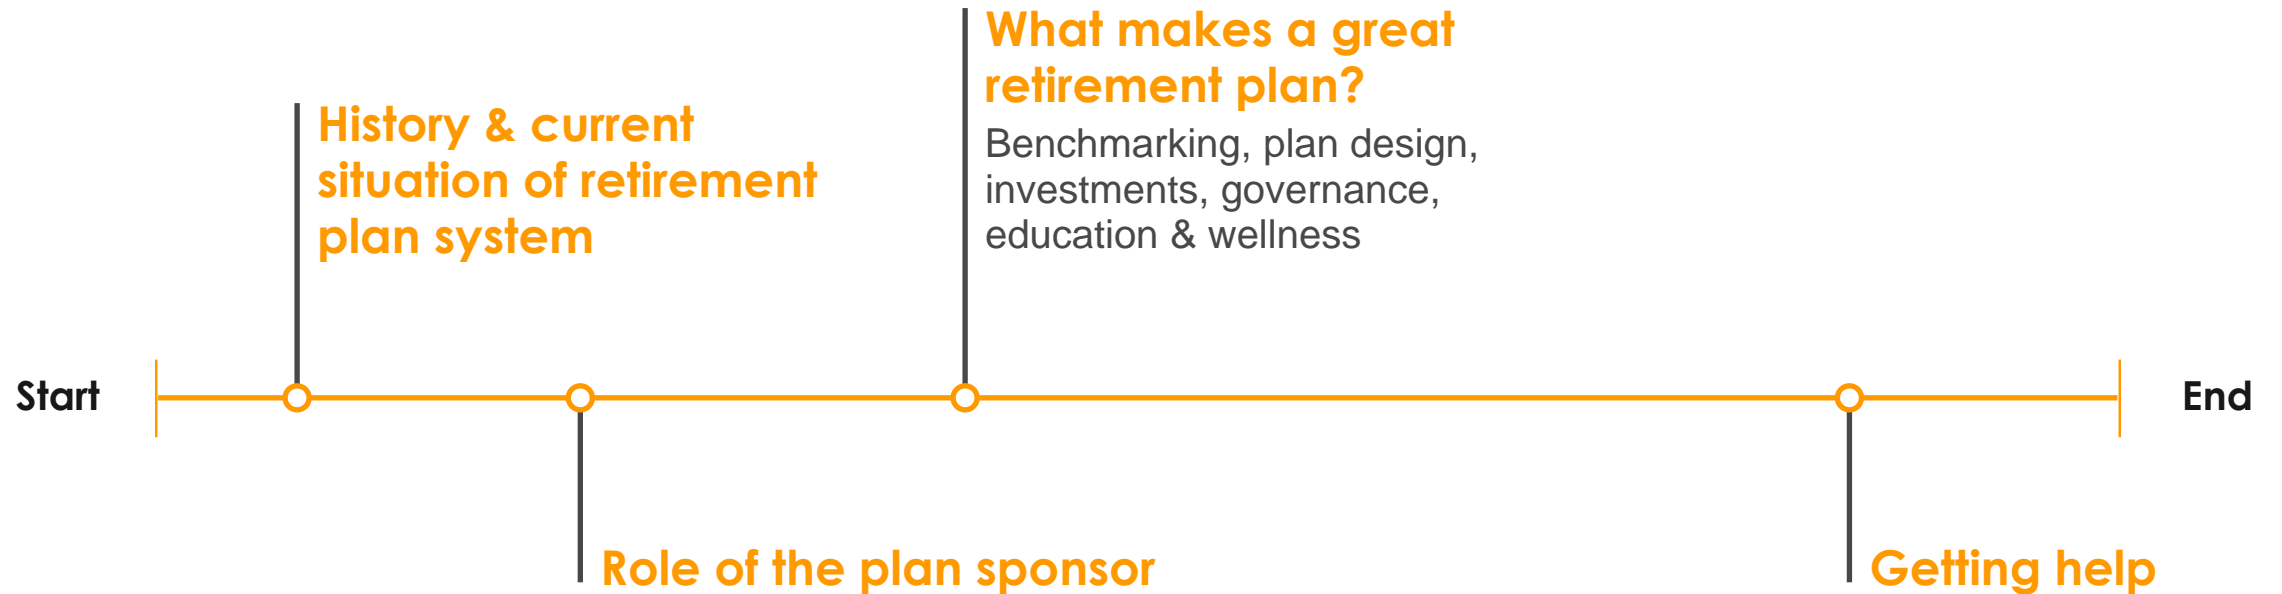 What makes a great
retirement plan?
Benchmarking, plan design,
investments, governance,
education & wellness
History & current
situation of retirement
plan system
Start
End
Role of the plan sponsor
Getting help